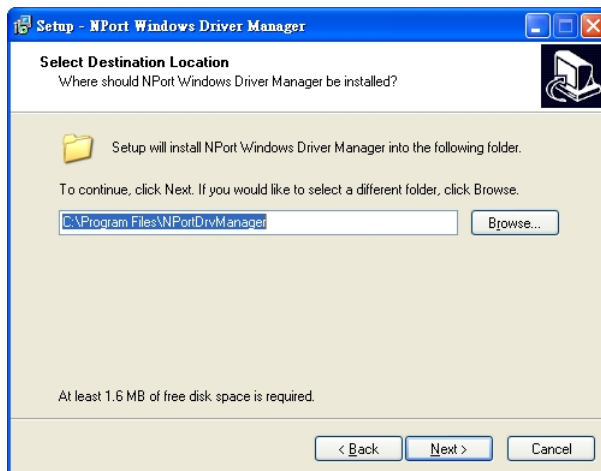 Setup - NPort Windows Driver Manager
Select Destination Location
Where should NPort Windows Driver Manager be installed?
Setup will install NPort Windows Driver Manager into the following folder.
To continue, click Next. If you would like to select a different folder, click Browse.
C:\Program Files\NPortDrvManager
Browse...
At least 1.6 MB of free disk space is required.
< Back
Next >
Cancel